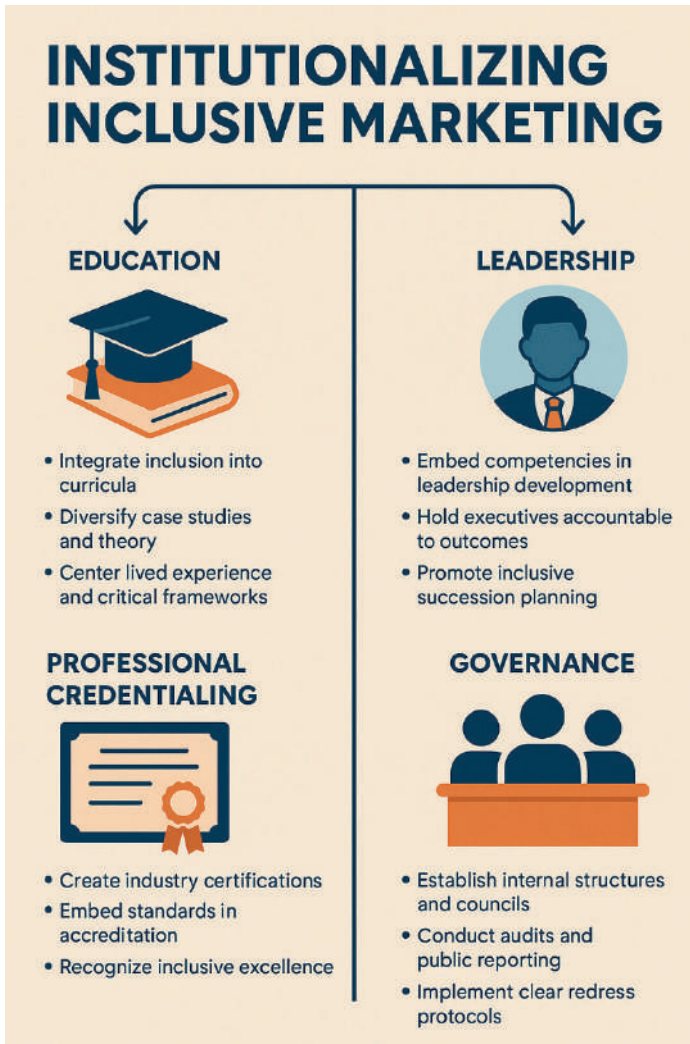 INSTITUTIONALIZING
INCLUSIVE MARKETING
EDUCATION
• Integrate inclusion into
curricula
• Diversify case studies
and theory
• Center lived experience
and critical frameworks
PROFESSIONAL
CREDENTIALING
• Create industry certifications
• Embed standards in
accreditation
• Recognize inclusive excellence
LEADERSHIP
• Embed competencies in
leadership development
• Hold executives accountable
to outcomes
• Promote inclusive
succession planning
GOVERNANCE
• Establish internal structures
and councils
• Conduct audits and
public reporting
• Implement clear redress
protocols